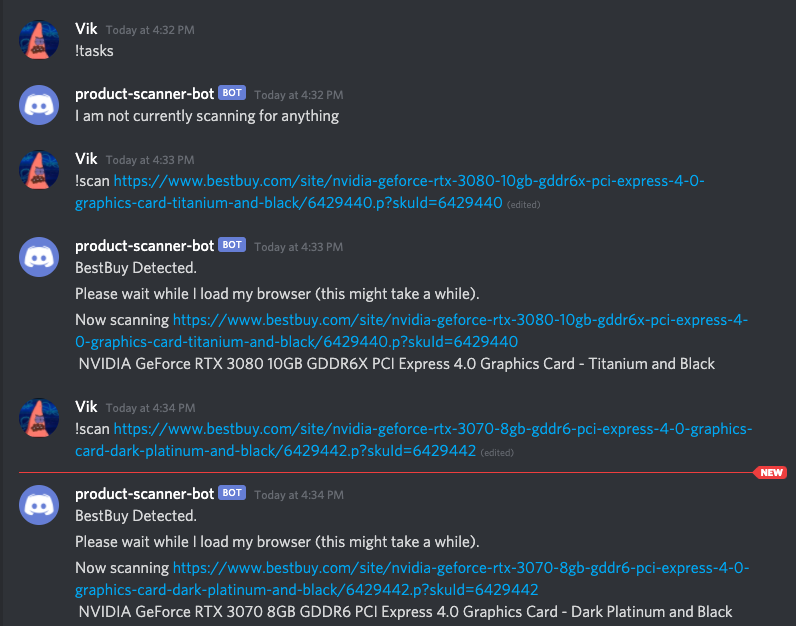 Vik Today at 4:32 PM
!tasks
product-scanner-bot BOT Today at 4:32 PM
I am not currently scanning for anything
Vik Today at 4:33 PM
!scan https://www.bestbuy.com/site/nvidia-geforce-rtx-3080-10gb-gddr6x-pci-express-4-0-
graphics-card-titanium-and-black/6429440.p?skuId=6429440 (edited)
product-scanner-bot BOT Today at 4:33 PM
BestBuy Detected.
Please wait while I load my browser (this might take a while).
Now scanning https://www.bestbuy.com/site/nvidia-geforce-rtx-3080-10gb-gddr6x-pci-express-4-
0-graphics-card-titanium-and-black/6429440.p?skuId=6429440
NVIDIA GeForce RTX 3080 10GB GDDR6X PCI Express 4.0 Graphics Card - Titanium and Black
Vik Today at 4:34 PM
!scan https://www.bestbuy.com/site/nvidia-geforce-rtx-3070-8gb-gddr6-pci-express-4-0-graphics-
card-dark-platinum-and-black/6429442.p?skuId=6429442 (edited)
NEW
product-scanner-bot BOT Today at 4:34 PM
BestBuy Detected.
Please wait while I load my browser (this might take a while).
Now scanning https://www.bestbuy.com/site/nvidia-geforce-rtx-3070-8gb-gddr6-pci-express-4-0-
graphics-card-dark-platinum-and-black/6429442.p?skuId=6429442
NVIDIA GeForce RTX 3070 8GB GDDR6 PCI Express 4.0 Graphics Card - Dark Platinum and Black